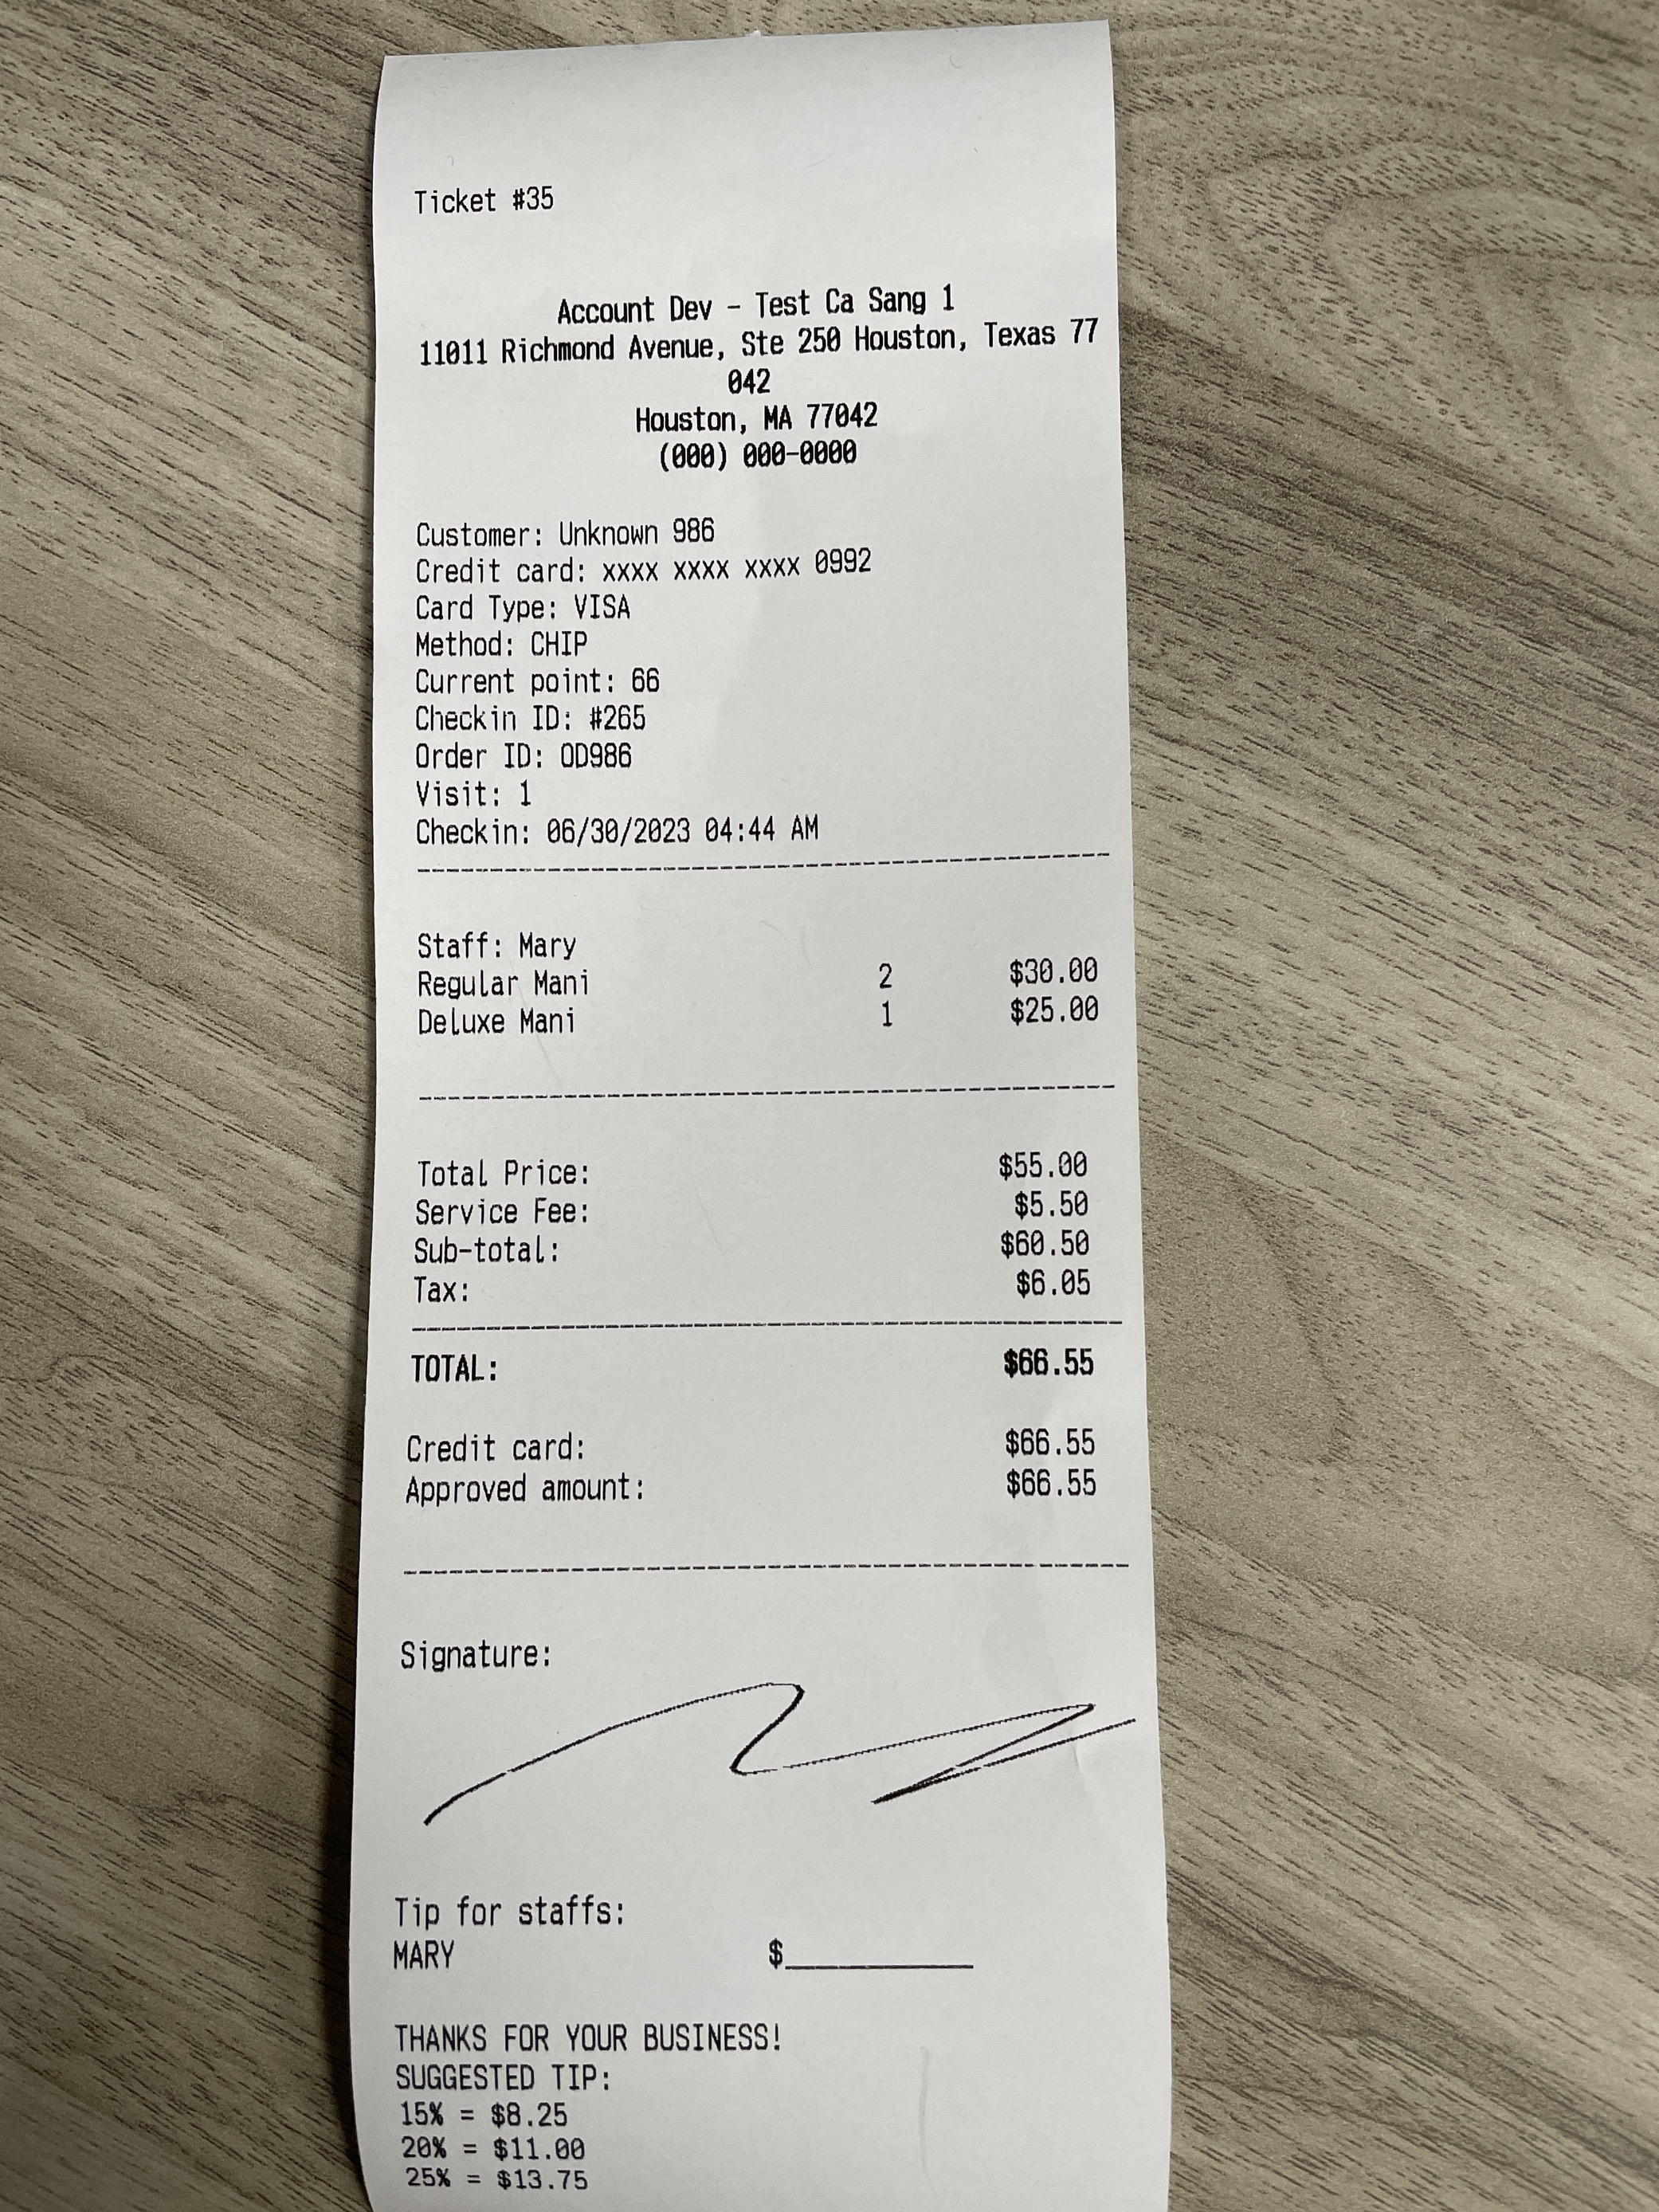 Ticket #35
Account Dev - Test Ca Sang 1
11011 Richmond Avenue, Ste 250 Houston, Texas 77
042
Houston, MA 77042
(000) 000-0000
Customer: Unknown 986
Credit card: xxxx xxxx xxxx 0992
Card Type: VISA
Method: CHIP
Current point: 66
Checkin ID: #265
Order ID: OD986
Visit: 1
Checkin: 06/30/2023 04:44 AM
Staff: Mary
Regular Mani 2 $30.00
Deluxe Mani 1 $25.00
Total Price: $55.00
Service Fee: $5.50
Sub-total: $60.50
Tax: $6.05
TOTAL: $66.55
Credit card: $66.55
Approved amount: $66.55
Signature:
Tip for staffs:
MARY $
THANKS FOR YOUR BUSINESS!
SUGGESTED TIP:
15% = $8.25
20% = $11.00
25% = $13.75